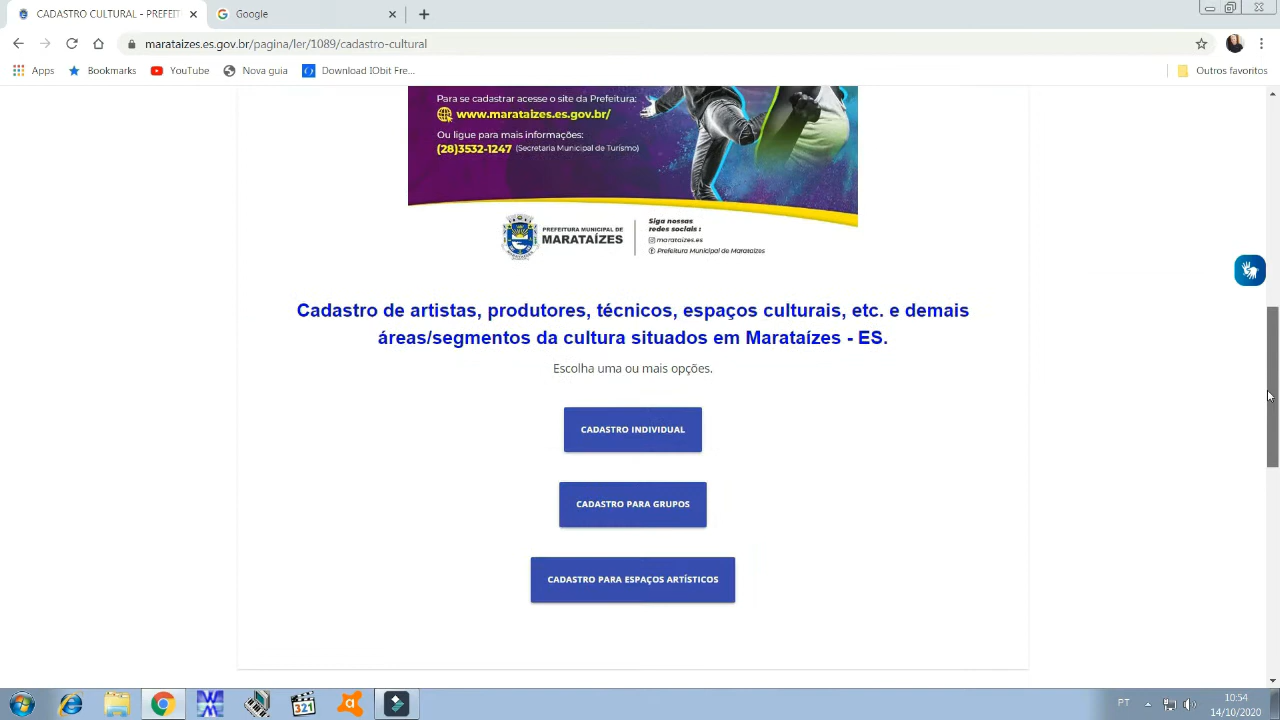 CADASTRO CULTURAL - PREFEIT
Google
marataizes.es.gov.br/pagina/ler/1089/cadastro-cultural
Apps
Bookmarks
YouTube
Nova guia
Download IObit Fre...
Outros favoritos
Para se cadastrar acesse o site da Prefeitura:
www.marataizes.es.gov.br/
Ou ligue para mais informações:
(28)3532-1247 (Secretaria Municipal de Turismo)
PREFEITURA MUNICIPAL DE
MARATAÍZES
Siga nossas
redes sociais :
marataizes.es
Prefeitura Municipal de Marataízes
Cadastro de artistas, produtores, técnicos, espaços culturais, etc. e demais
áreas/segmentos da cultura situados em Marataízes - ES.
Escolha uma ou mais opções.
CADASTRO INDIVIDUAL
CADASTRO PARA GRUPOS
CADASTRO PARA ESPAÇOS ARTÍSTICOS
321
PT
10:54
14/10/2020